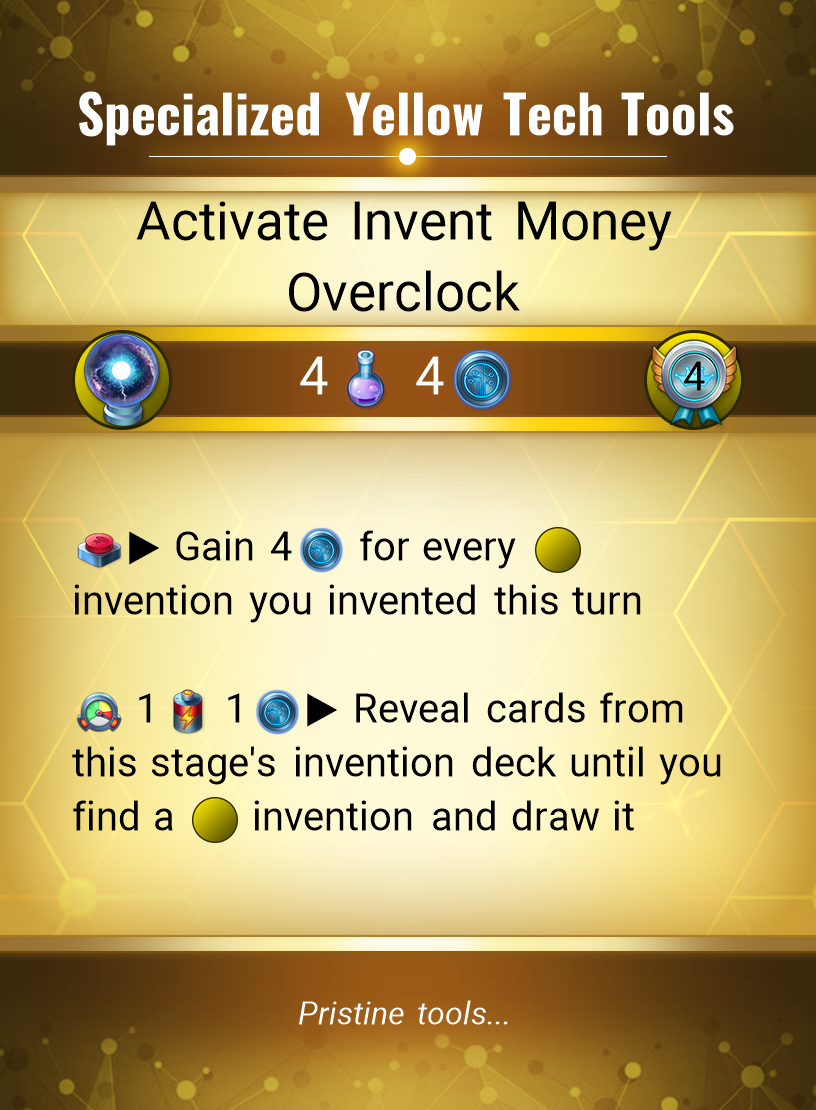 Specialized Yellow Tech Tools
Activate Invent Money
Overclock
4 4 4
Gain 4 for every
invention you invented this turn
1 1 Reveal cards from
this stage's invention deck until you
find a invention and draw it
Pristine tools...